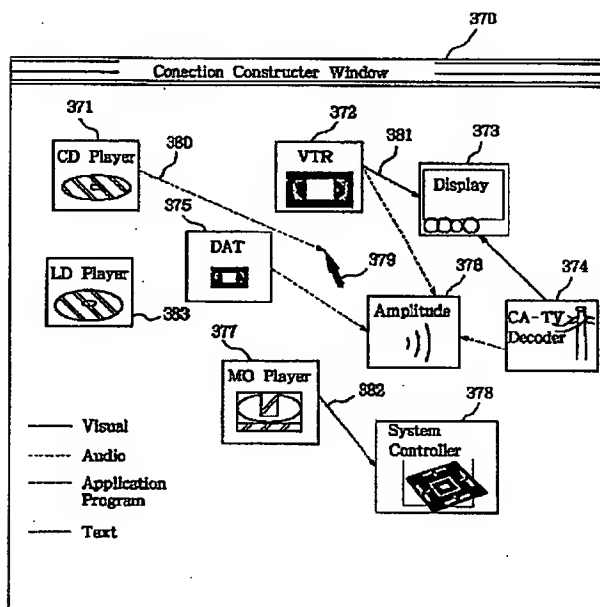 370
Conection Constructer Window
371
CD Player
380
372
VTR
381
373
Display
375
DAT
379
378
Amplitude
374
CA-TV
Decoder
LD Player
383
377
MO Player
382
378
System
Controller
Visual
Audio
Application
Program
Text